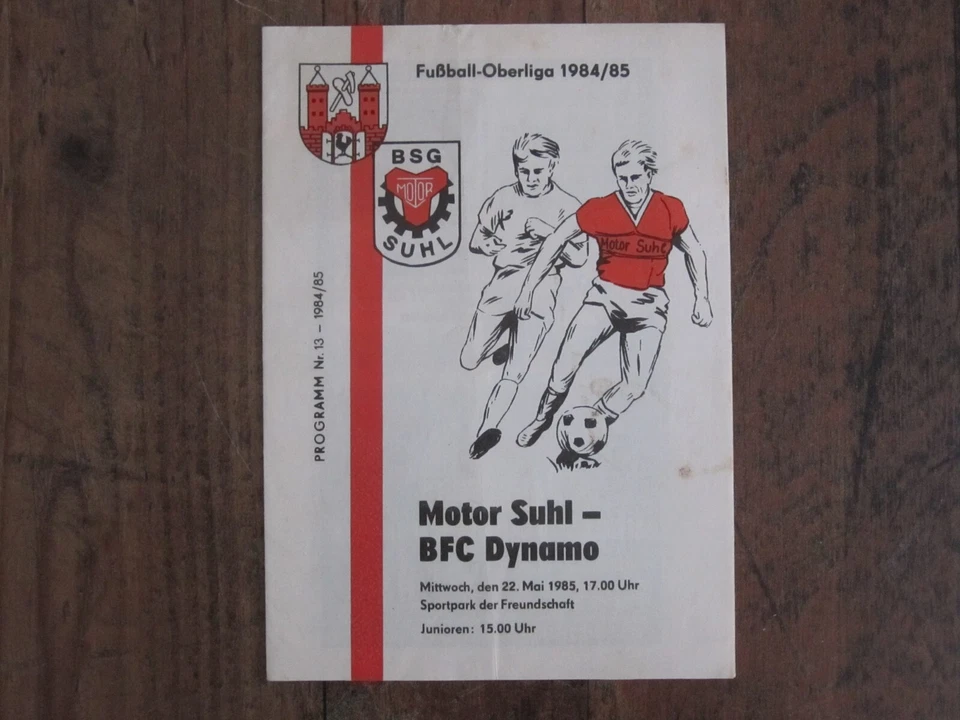 Fußball-Oberliga 1984/85
BSG
MOTOR
SUHL
Motor Suhl
PROGRAMM Nr. 13 – 1984/85
Motor Suhl –
BFC Dynamo
Mittwoch, den 22. Mai 1985, 17.00 Uhr
Sportpark der Freundschaft
Junioren: 15.00 Uhr